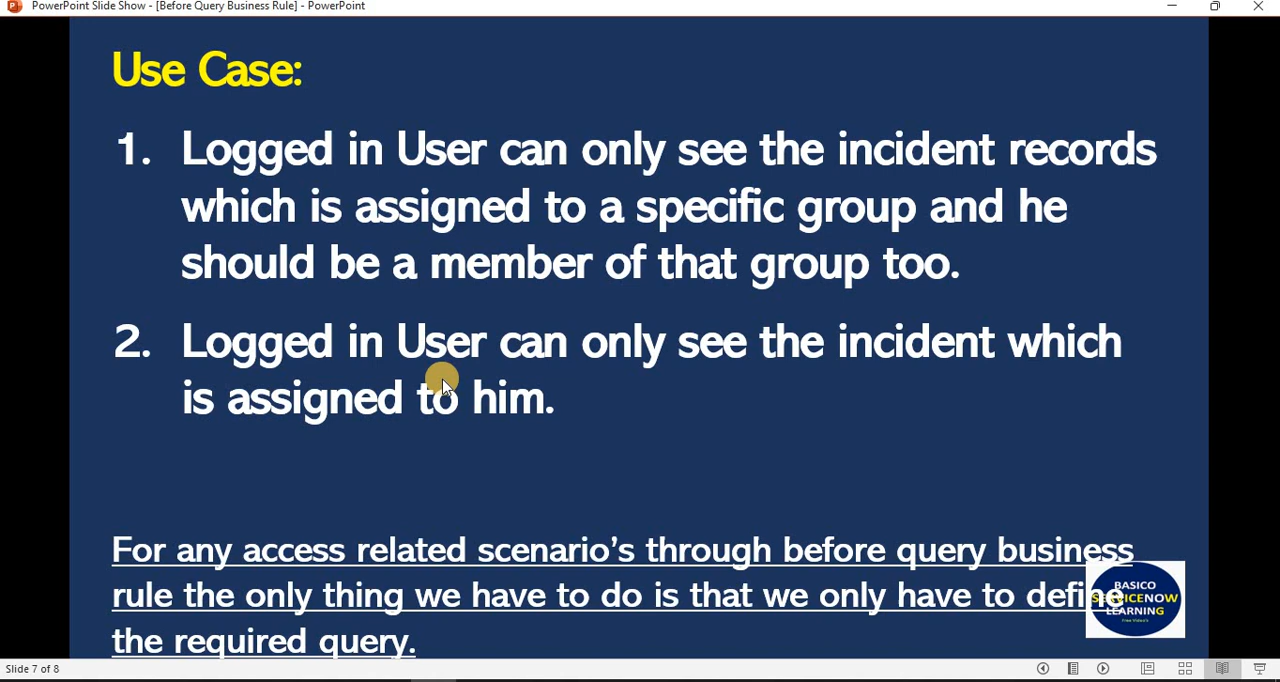 PowerPoint Slide Show - [Before Query Business Rule] - PowerPoint
Use Case:
1. Logged in User can only see the incident records
which is assigned to a specific group and he
should be a member of that group too.
2. Logged in User can only see the incident which
is assigned to him.
For any access related scenario's through before query business
rule the only thing we have to do is that we only have to define
the required query.
BASICO
SERVICENOW
LEARNING
Free Video's
Slide 7 of 8